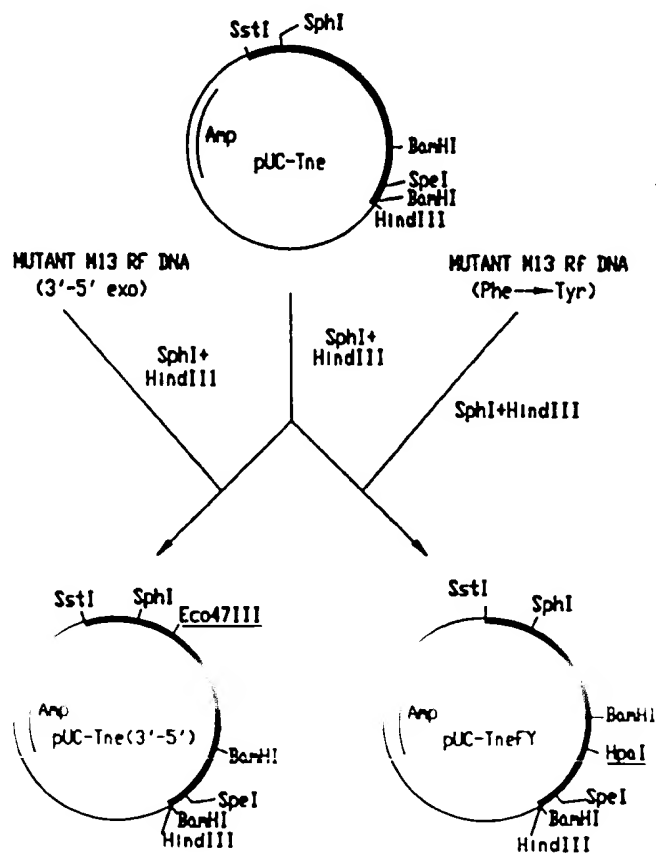 SstI
SphI
Amp
pUC-Tne
BamHI
SpeI
BamHI
HindIII
MUTANT M13 RF DNA
(3'-5' exo)
MUTANT M13 Rf DNA
(Phe→Tyr)
SphI+
HindIII
SphI+
HindIII
SphI+HindIII
SstI
SphI
Eco47III
Amp
pUC-Tne(3'-5')
BamHI
SpeI
BamHI
HindIII
SstI
SphI
Amp
pUC-TneFY
BamHI
HpaI
SpeI
BamHI
HindIII